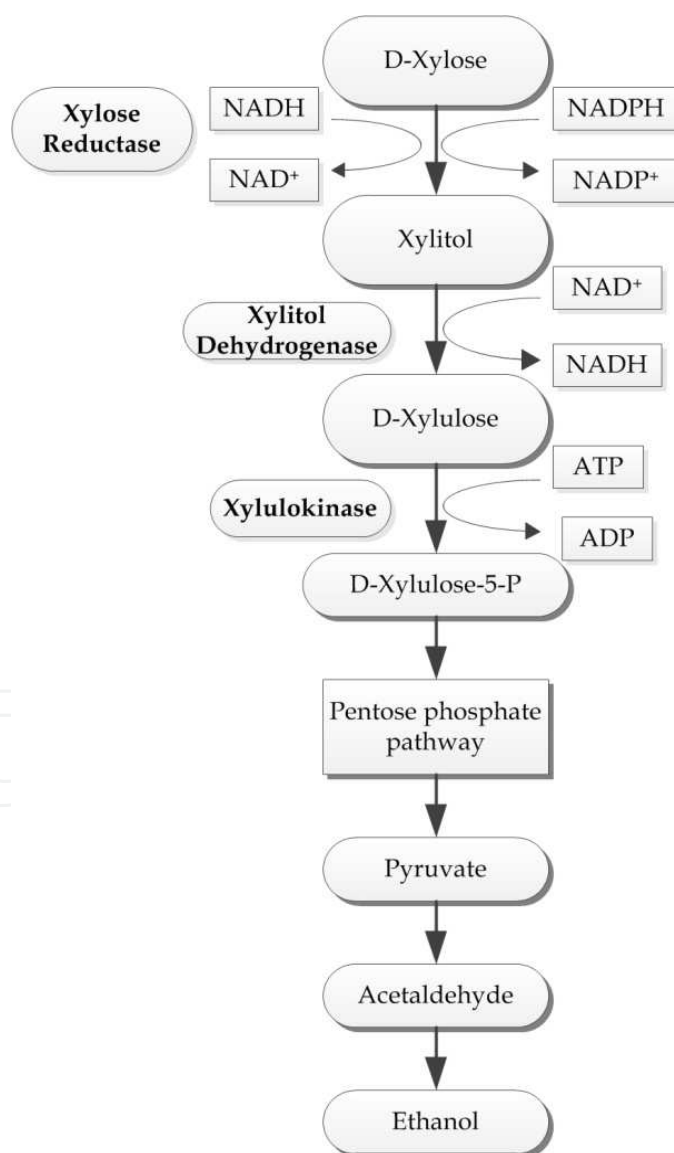 D-Xylose
Xylose
Reductase
NADH
NADPH
NAD⁺
NADP⁺
Xylitol
Xylitol
Dehydrogenase
NAD⁺
NADH
D-Xylulose
Xylulokinase
ATP
ADP
D-Xylulose-5-P
Pentose phosphate
pathway
Pyruvate
Acetaldehyde
Ethanol